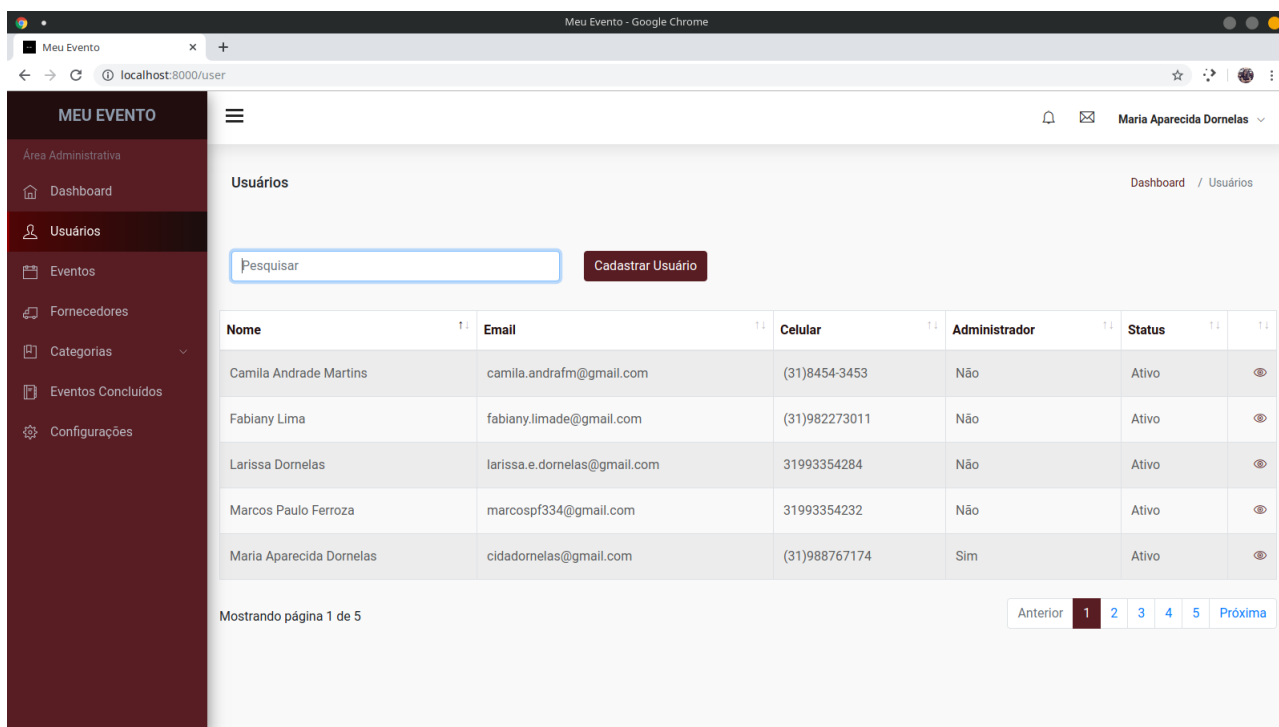 Meu Evento - Google Chrome
Meu Evento
localhost:8000/user
MEU EVENTO
Maria Aparecida Dornelas
Área Administrativa
Dashboard
Usuários
Eventos
Fornecedores
Categorias
Eventos Concluídos
Configurações
Usuários
Dashboard / Usuários
Pesquisar
Cadastrar Usuário
Nome Email Celular Administrador Status
Camila Andrade Martins camila.andrafm@gmail.com (31)8454-3453 Não Ativo
Fabiany Lima fabiany.limade@gmail.com (31)982273011 Não Ativo
Larissa Dornelas larissa.e.dornelas@gmail.com 31993354284 Não Ativo
Marcos Paulo Ferroza marcospf334@gmail.com 31993354232 Não Ativo
Maria Aparecida Dornelas cidadornelas@gmail.com (31)988767174 Sim Ativo
Mostrando página 1 de 5
Anterior 1 2 3 4 5 Próxima